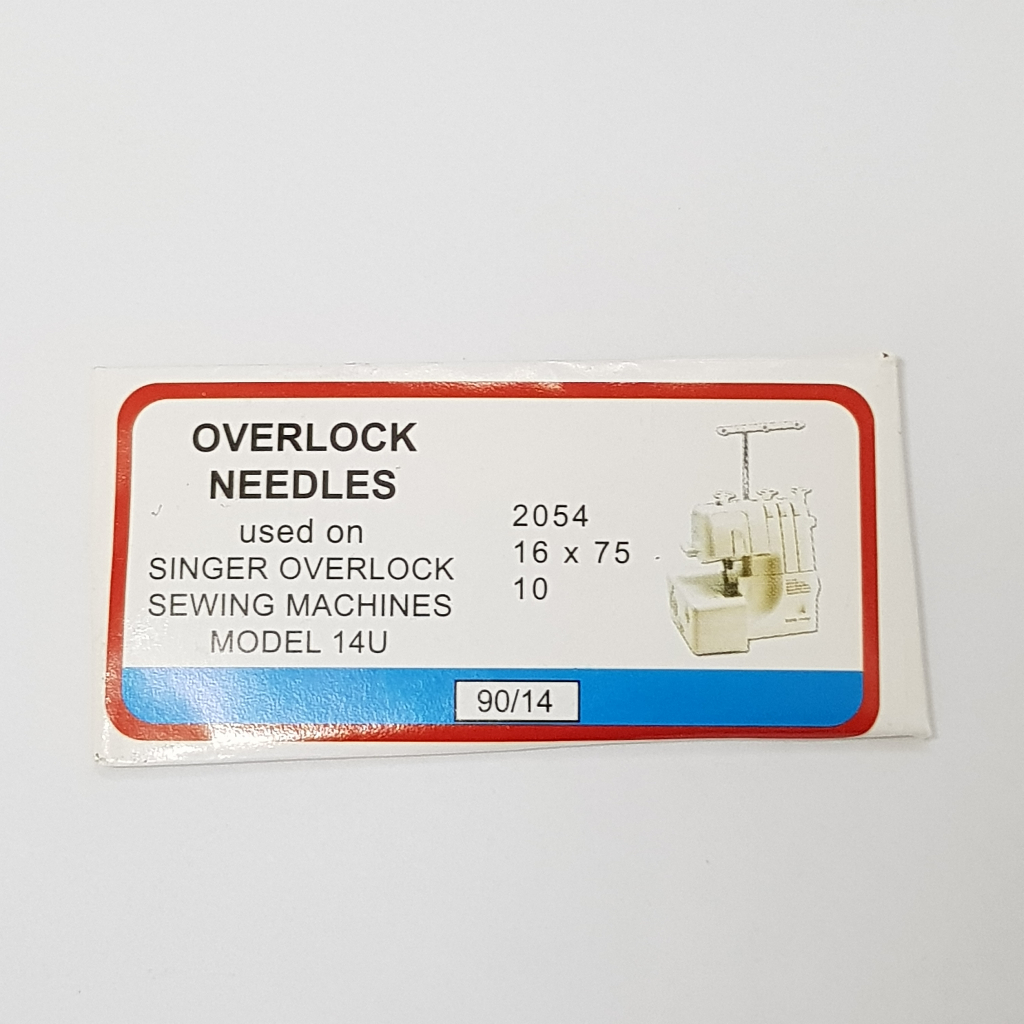 OVERLOCK
NEEDLES
used on
SINGER OVERLOCK
SEWING MACHINES
MODEL 14U
2054
16 x 75
10
90/14